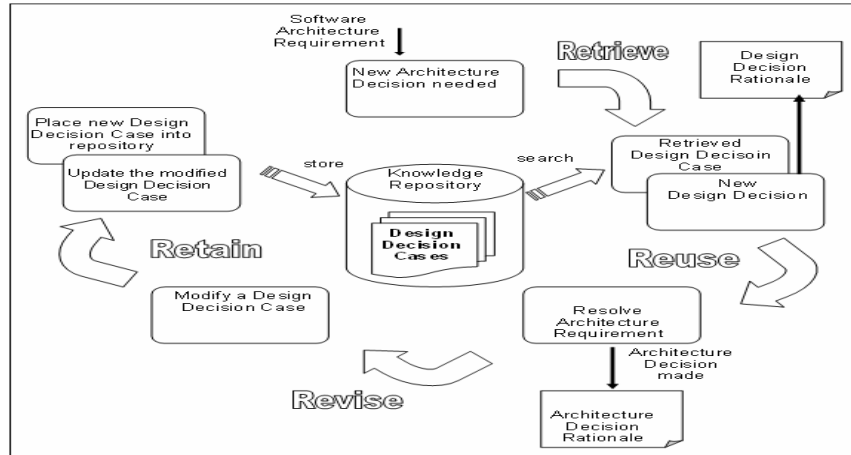 Software
Architecture
Requirement
New Architecture
Decision needed
Retrieve
Design
Decision
Rationale
Place new Design
Decision Case into
repository
Update the modified
Design Decision
Case
store
Knowledge
Repository
Design
Decision
Cases
search
Retrieved
Design Decisoin
Case
New
Design Decision
Retain
Reuse
Modify a Design
Decision Case
Resolve
Architecture
Requirement
Architecture
Decision
made
Revise
Architecture
Decision
Rationale